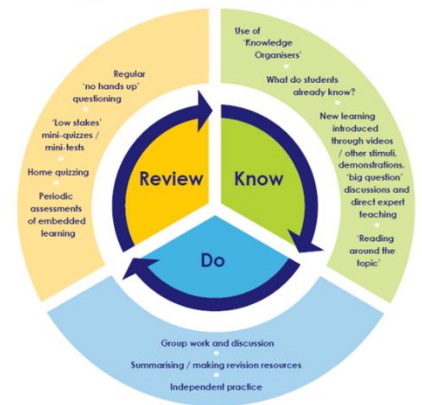 Regular
'no hands up'
questioning
'Low stakes'
mini-quizzes /
mini-tests
Home quizzing
Periodic
assessments
of embedded
learning
Review
Use of
'Knowledge
Organisers'
What do students
already know?
New learning
introduced
through videos
/ other stimuli,
demonstrations,
'big question'
discussions and
direct expert
teaching
'Reading
around the
topic'
Know
Do
Group work and discussion
Summarising / making revision resources
Independent practice